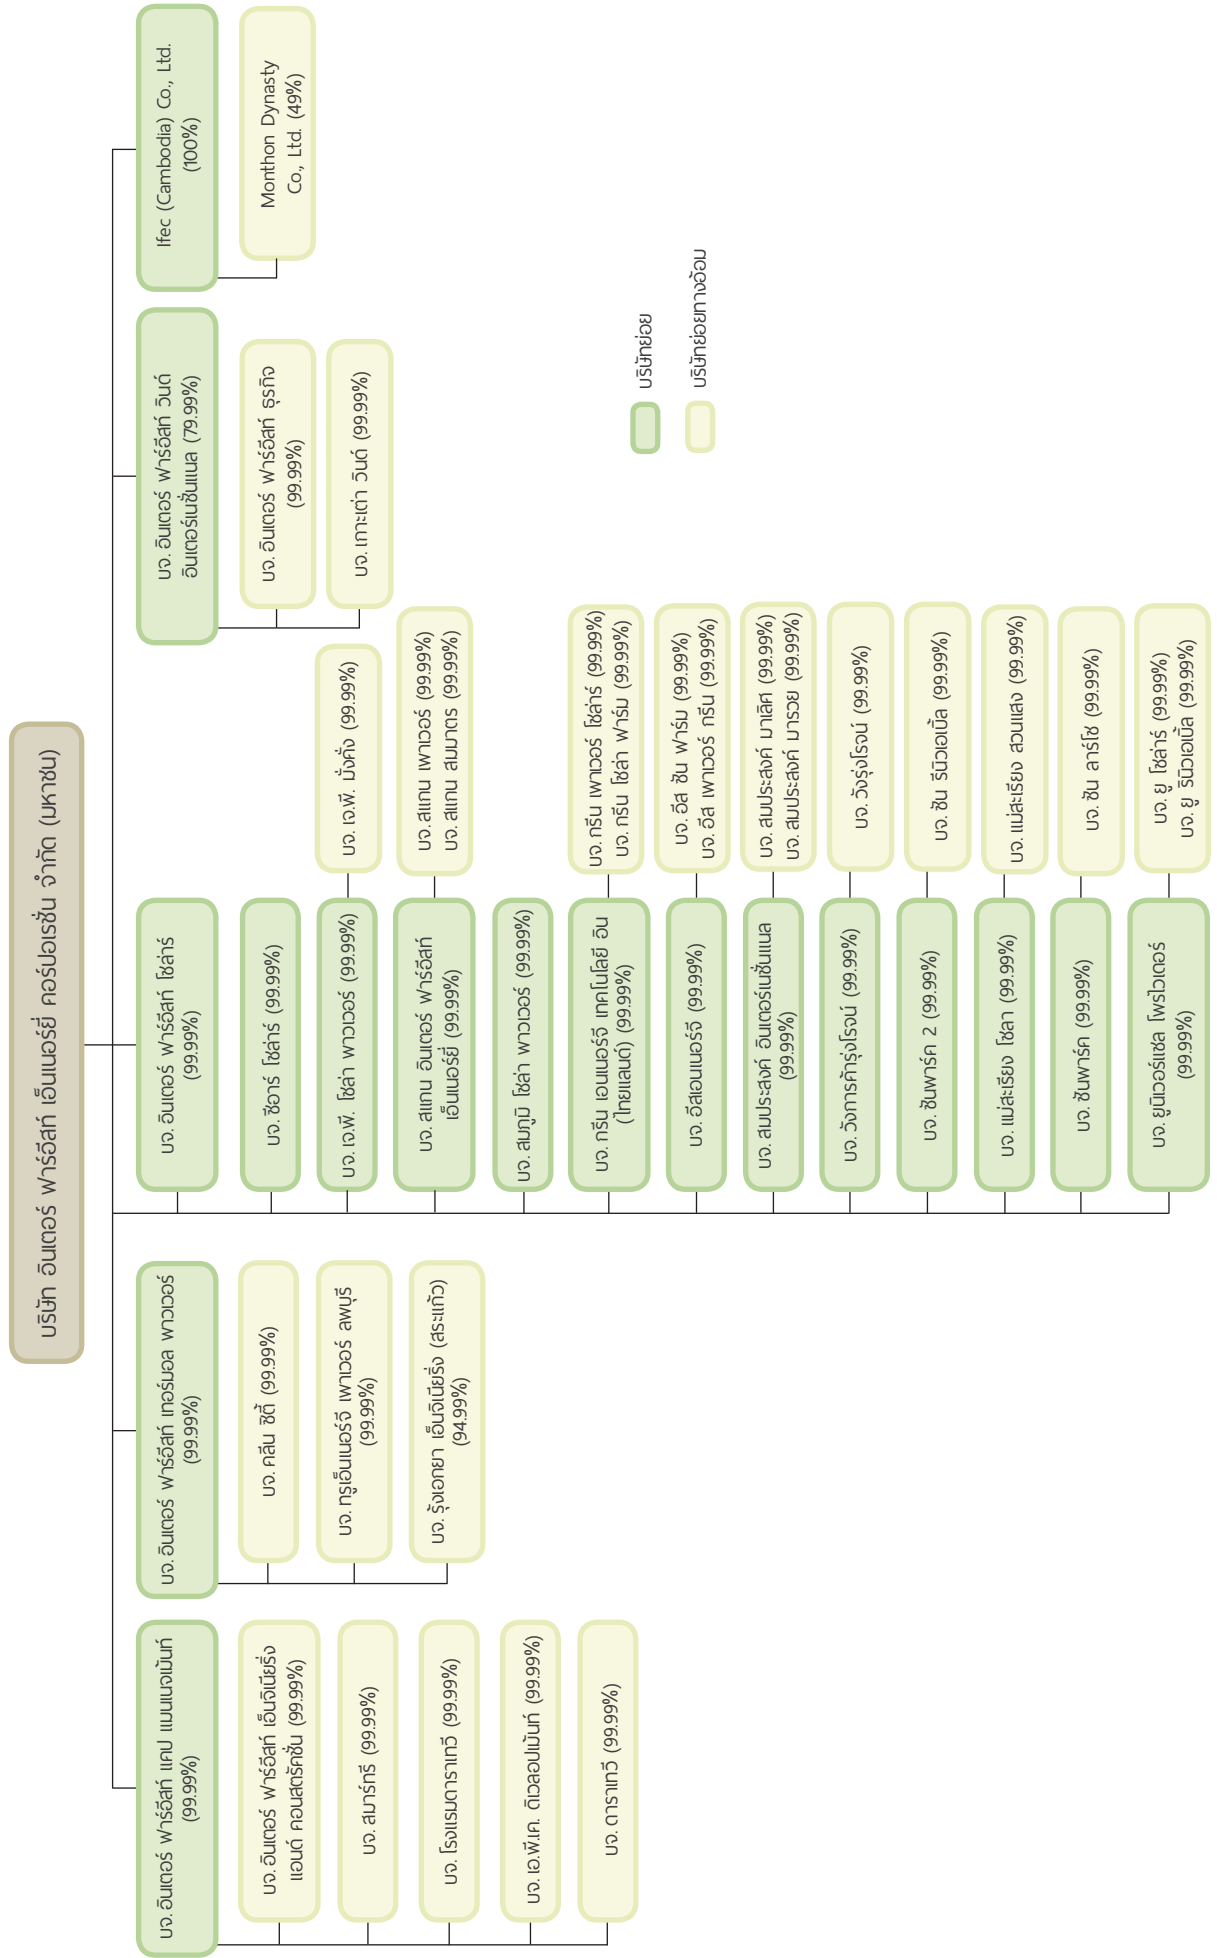 บริษัท อินเตอร์ ฟาร์อีสท์ เอ็นเนอร์ยี่ คอร์ปอเรชั่น จำกัด (มหาชน)
บจ. อินเตอร์ ฟาร์อีสท์ แคป แมนเนจเม้นท์
(99.99%)
บจ. อินเตอร์ ฟาร์อีสท์ เอ็นจิเนียริ่ง
แอนด์ คอนสตรัคชั่น (99.99%)
บจ. สมาร์ททรี (99.99%)
บจ. โรงแรมดาราเทวี (99.99%)
บจ. เอ.พี.เค. ดิเวลอปเม้นท์ (99.99%)
บจ. ดาราเทวี (99.99%)
บจ. อินเตอร์ ฟาร์อีสท์ เทอร์มอล พาวเวอร์
(99.99%)
บจ. คลีน ซิตี้ (99.99%)
บจ. ทรูเอ็นเนอร์จี เพาเวอร์ ลพบุรี
(99.99%)
บจ. รุ้งเอกยา เอ็นจิเนียริ่ง (สระแก้ว)
(94.99%)
บจ. อินเตอร์ ฟาร์อีสท์ โซล่าร์
(99.99%)
บจ. ซีอาร์ โซล่าร์ (99.99%)
บจ. เจ.พี. โซล่า พาวเวอร์ (99.99%)
บจ. เจ.พี. มั่งคั่ง (99.99%)
บจ. สแกน อินเตอร์ ฟาร์อีสท์
เอ็นเนอร์ยี่ (99.99%)
บจ. สแกน เพาเวอร์ (99.99%)
บจ. สแกน สมมาตร (99.99%)
บจ. สมภูมิ โซล่า พาวเวอร์ (99.99%)
บจ. กรีน เอนเนอร์จี เทคโนโลยี อิน
(ไทยแลนด์) (99.99%)
บจ. กรีน เพาเวอร์ โซล่าร์ (99.99%)
บจ. กรีน โซล่า ฟาร์ม (99.99%)
บจ. อีสเอนเนอร์จี (99.99%)
บจ. อีส ซัน ฟาร์ม (99.99%)
บจ. อีส เพาเวอร์ กรีน (99.99%)
บจ. สมประสงค์ อินเตอร์เนชั่นแนล
(99.99%)
บจ. สมประสงค์ มาเลิศ (99.99%)
บจ. สมประสงค์ มารวย (99.99%)
บจ. วังการค้ารุ่งโรจน์ (99.99%)
บจ. วังรุ่งโรจน์ (99.99%)
บจ. ซันพาร์ค 2 (99.99%)
บจ. ซัน รีนิวเอเบิ้ล (99.99%)
บจ. แม่สะเรียง โซลา (99.99%)
บจ. แม่สะเรียง สวนแสง (99.99%)
บจ. ซันพาร์ค (99.99%)
บจ. ซัน ลาร์โซ (99.99%)
บจ. ยูนิเวอร์แซล โพรไวเดอร์
(99.99%)
บจ. ยู โซล่าร์ (99.99%)
บจ. ยู รีนิวเอเบิ้ล (99.99%)
บจ. อินเตอร์ ฟาร์อีสท์ วินด์
อินเตอร์เนชั่นแนล (79.99%)
บจ. อินเตอร์ ฟาร์อีสท์ ธุรกิจ
(99.99%)
บจ. เกาะเต่า วินด์ (99.99%)
Ifec (Cambodia) Co., Ltd.
(100%)
Monthon Dynasty
Co., Ltd. (49%)
บริษัทย่อย
บริษัทย่อยทางอ้อม